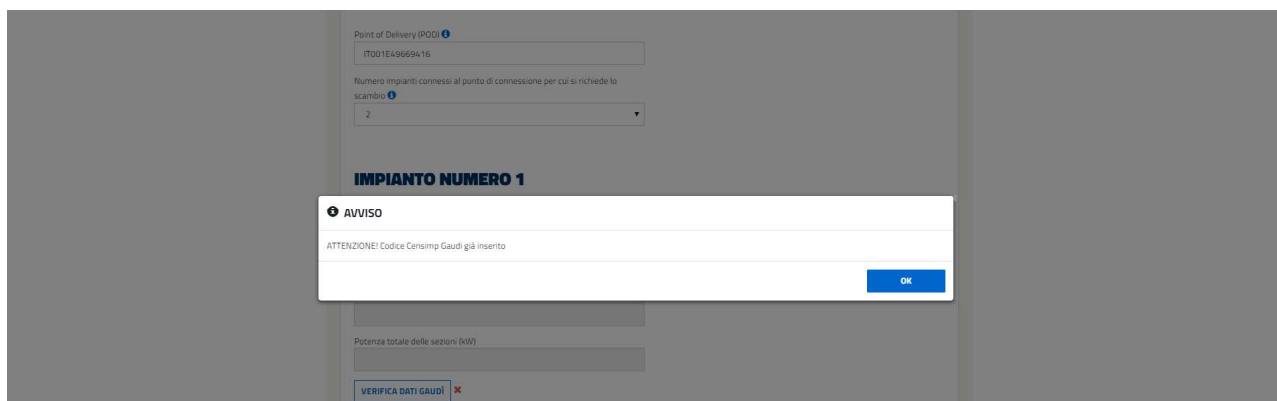 Point of Delivery (POD)
IT001E49669416
Numero impianti connessi al punto di connessione per cui si richiede lo
scambio
2
IMPIANTO NUMERO 1
AVVISO
ATTENZIONE! Codice Censimp Gaudi già inserito
OK
Potenza totale delle sezioni (kW)
VERIFICA DATI GAUDÌ